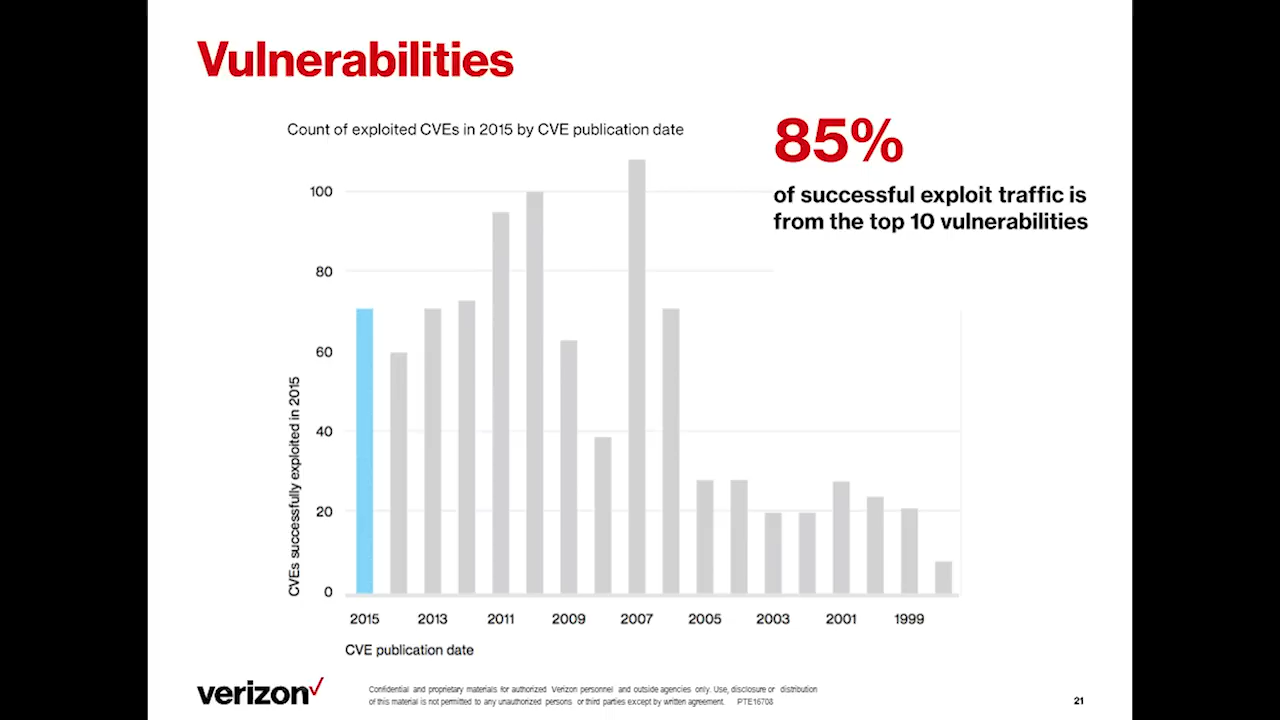 Vulnerabilities
Count of exploited CVEs in 2015 by CVE publication date
85%
of successful exploit traffic is
from the top 10 vulnerabilities
100
80
60
40
20
0
CVEs successfully exploited in 2015
2015 2013 2011 2009 2007 2005 2003 2001 1999
CVE publication date
verizon✓
Confidential and proprietary materials for authorized Verizon personnel and outside agencies only. Use, disclosure or distribution
of this material is not permitted to any unauthorized persons or third parties except by written agreement. PTE16708
21